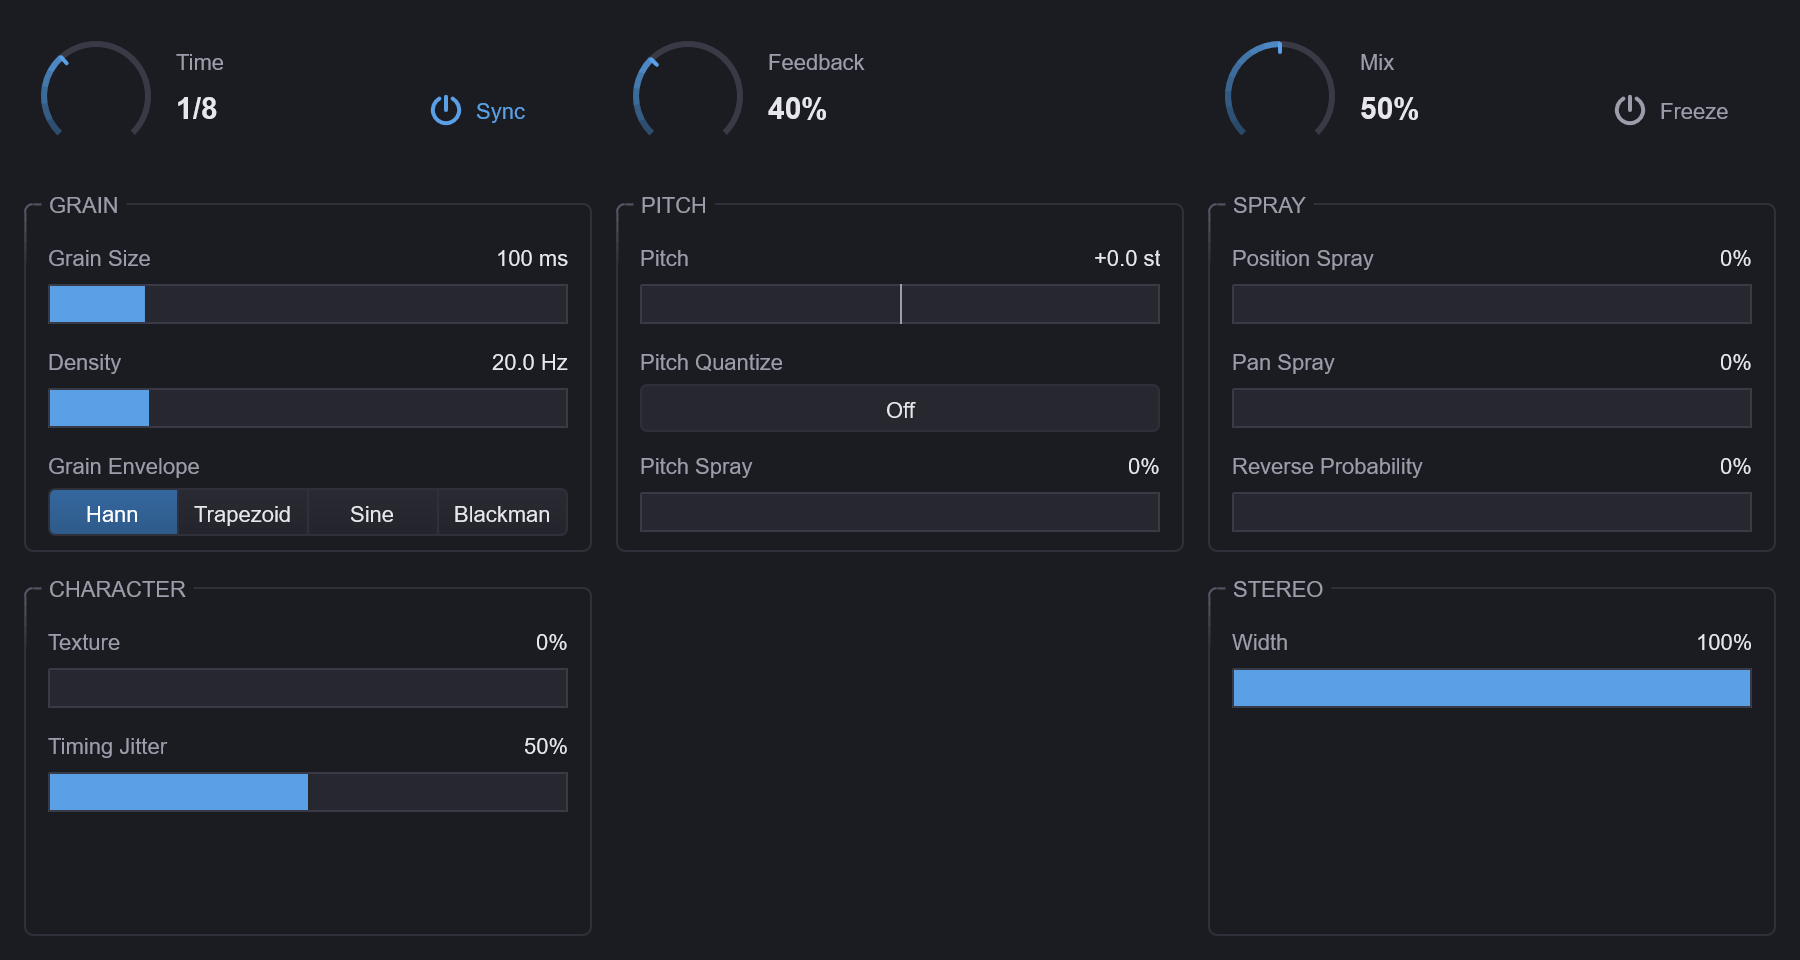 Time
1/8
Sync
Feedback
40%
Mix
50%
Freeze
GRAIN
Grain Size 100 ms
Density 20.0 Hz
Grain Envelope
Hann Trapezoid Sine Blackman
PITCH
Pitch +0.0 st
Pitch Quantize
Off
Pitch Spray 0%
SPRAY
Position Spray 0%
Pan Spray 0%
Reverse Probability 0%
CHARACTER
Texture 0%
Timing Jitter 50%
STEREO
Width 100%